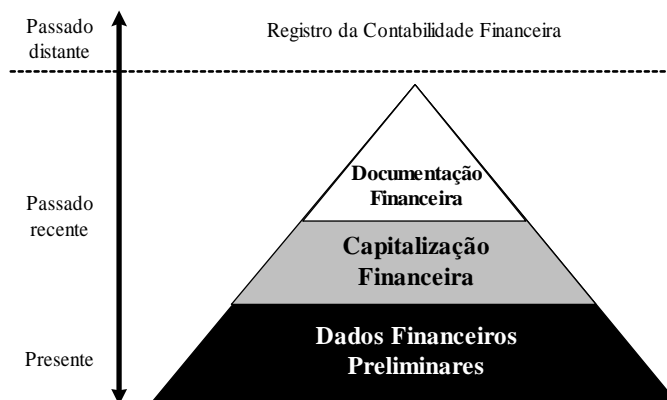 Passado
distante
Registro da Contabilidade Financeira
Documentação
Financeira
Passado
recente
Capitalização
Financeira
Dados Financeiros
Preliminares
Presente